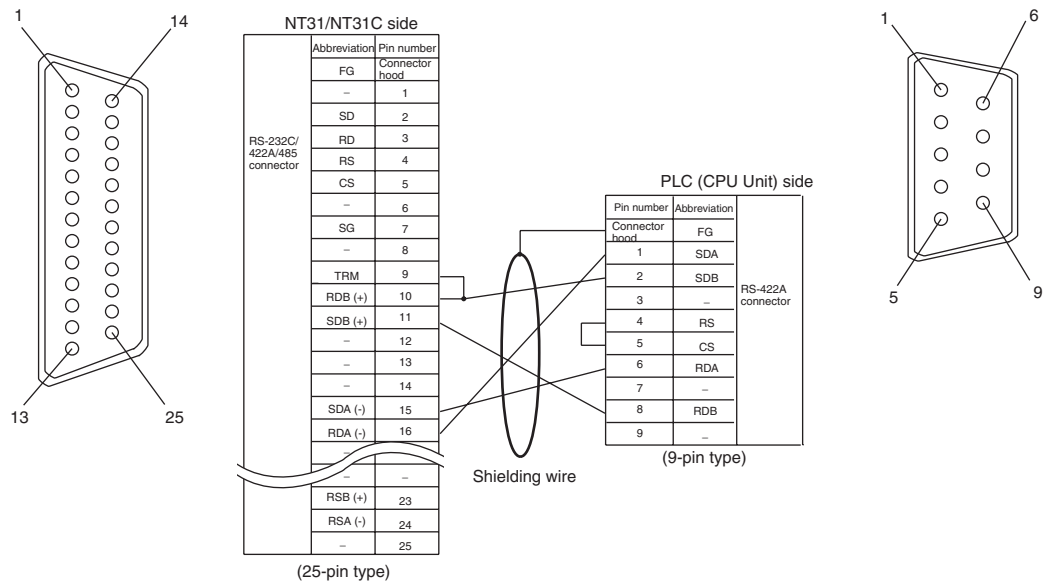 1
14
13
25
NT31/NT31C side
Abbreviation Pin number
FG Connector hood
– 1
SD 2
RD 3
RS 4
CS 5
– 6
SG 7
– 8
TRM 9
RDB (+) 10
SDB (+) 11
– 12
– 13
– 14
SDA (-) 15
RDA (-) 16
–
– –
RSB (+) 23
RSA (-) 24
– 25
RS-232C/
422A/485
connector
(25-pin type)
Shielding wire
PLC (CPU Unit) side
Pin number Abbreviation
Connector hood FG
1 SDA
2 SDB
3 –
4 RS
5 CS
6 RDA
7 –
8 RDB
9 –
RS-422A
connector
(9-pin type)
1
6
5
9